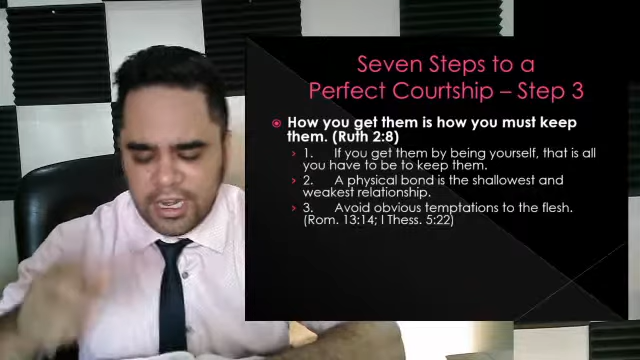 Seven Steps to a
Perfect Courtship – Step 3
How you get them is how you must keep
them. (Ruth 2:8)
1. If you get them by being yourself, that is all
you have to be to keep them.
2. A physical bond is the shallowest and
weakest relationship.
3. Avoid obvious temptations to the flesh.
(Rom. 13:14; I Thess. 5:22)